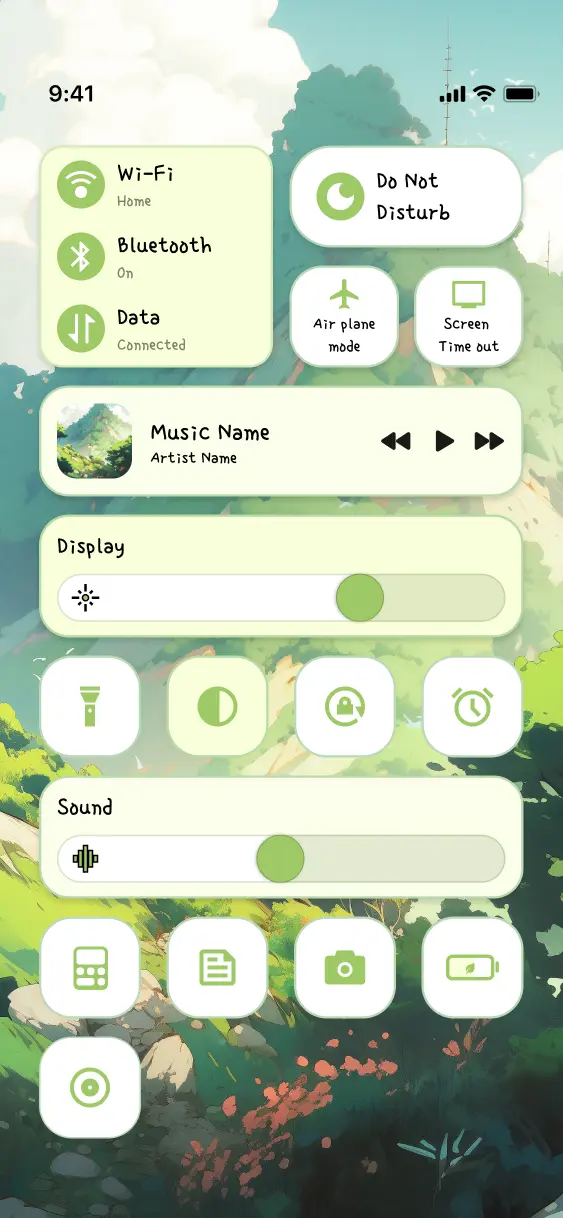 9:41
Wi-Fi
Home
Bluetooth
On
Data
Connected
Do Not
Disturb
Air plane
mode
Screen
Time out
Music Name
Artist Name
Display
Sound